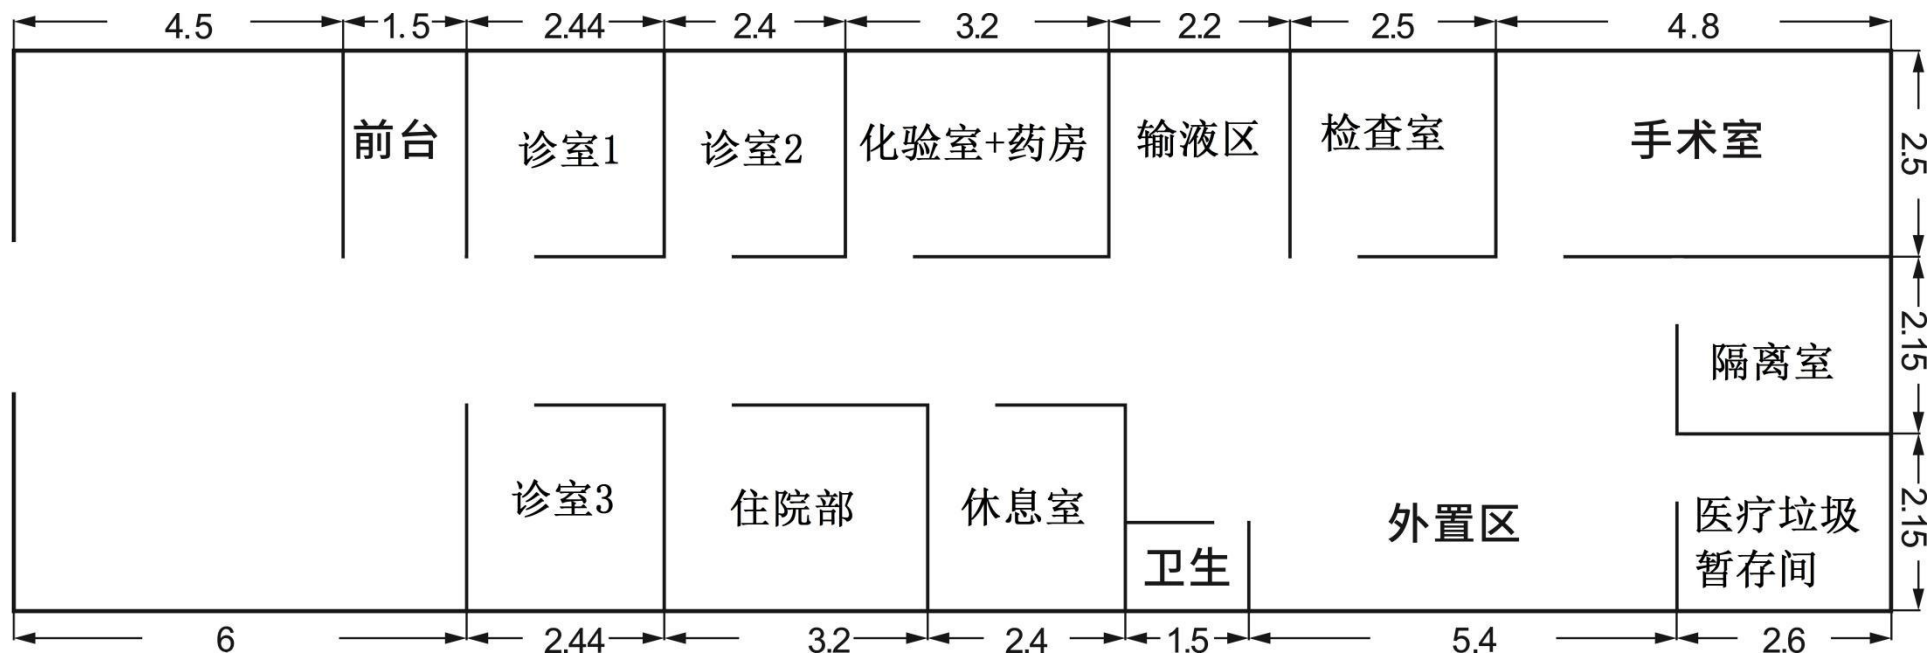 4.5 1.5 2.44 2.4 3.2 2.2 2.5 4.8
前台 诊室1 诊室2 化验室+药房 输液区 检查室 手术室
2.5
2.15
隔离室
2.15
诊室3 住院部 休息室 卫生 外置区 医疗垃圾
暂存间
6 2.44 3.2 2.4 1.5 5.4 2.6